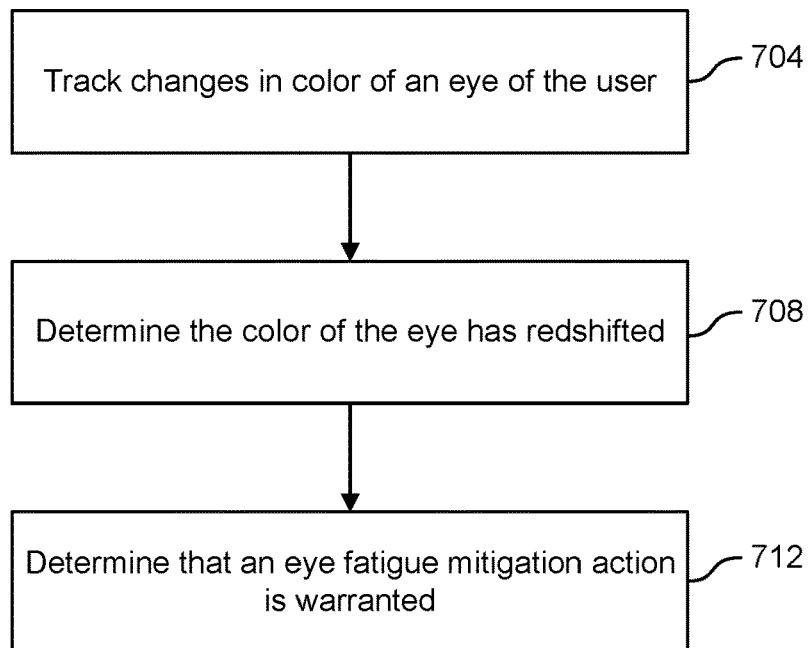 Track changes in color of an eye of the user
704
Determine the color of the eye has redshifted
708
Determine that an eye fatigue mitigation action
is warranted
712